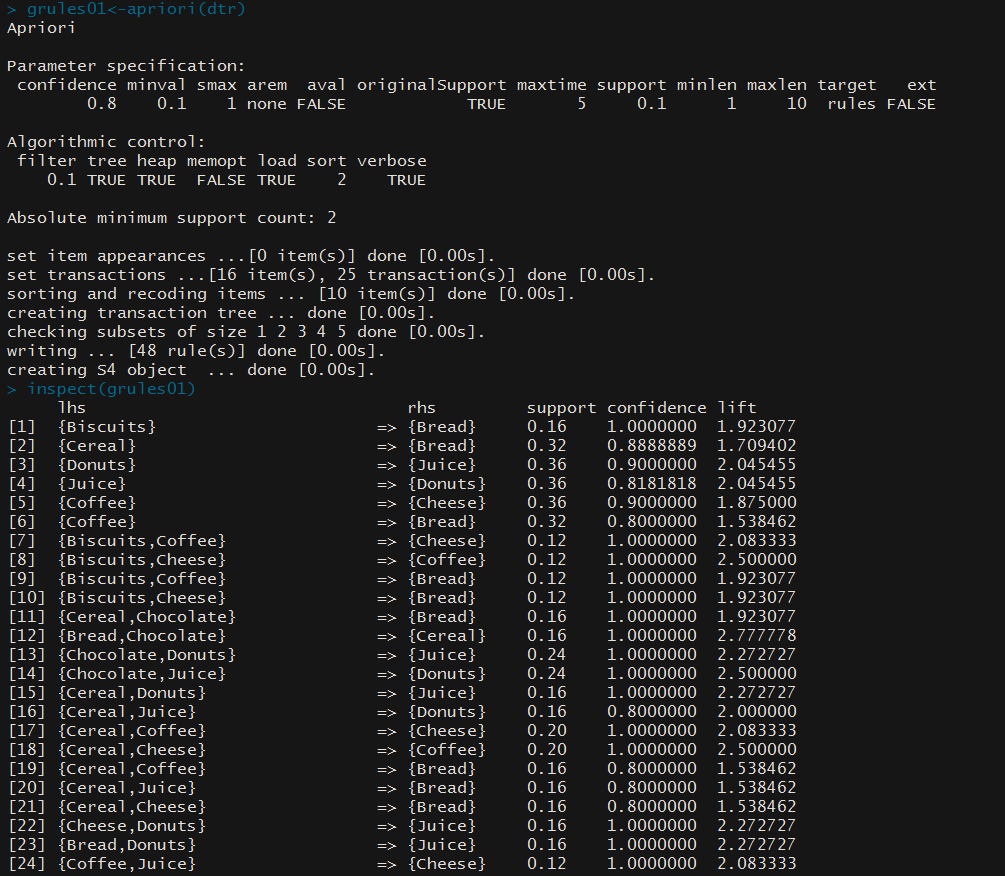 > grules01<-apriori(dtr)
Apriori
Parameter specification:
confidence minval smax arem aval originalSupport maxtime support minlen maxlen target ext
0.8 0.1 1 none FALSE TRUE 5 0.1 1 10 rules FALSE
Algorithmic control:
filter tree heap memopt load sort verbose
0.1 TRUE TRUE FALSE TRUE 2 TRUE
Absolute minimum support count: 2
set item appearances ...[0 item(s)] done [0.00s].
set transactions ...[16 item(s), 25 transaction(s)] done [0.00s].
sorting and recoding items ... [10 item(s)] done [0.00s].
creating transaction tree ... done [0.00s].
checking subsets of size 1 2 3 4 5 done [0.00s].
writing ... [48 rule(s)] done [0.00s].
creating S4 object ... done [0.00s].
> inspect(grules01)
lhs rhs support confidence lift
[1] {Biscuits} => {Bread} 0.16 1.0000000 1.923077
[2] {Cereal} => {Bread} 0.32 0.8888889 1.709402
[3] {Donuts} => {Juice} 0.36 0.9000000 2.045455
[4] {Juice} => {Donuts} 0.36 0.8181818 2.045455
[5] {Coffee} => {Cheese} 0.36 0.9000000 1.875000
[6] {Coffee} => {Bread} 0.32 0.8000000 1.538462
[7] {Biscuits,Coffee} => {Cheese} 0.12 1.0000000 2.083333
[8] {Biscuits,Cheese} => {Coffee} 0.12 1.0000000 2.500000
[9] {Biscuits,Coffee} => {Bread} 0.12 1.0000000 1.923077
[10] {Biscuits,Cheese} => {Bread} 0.12 1.0000000 1.923077
[11] {Cereal,Chocolate} => {Bread} 0.16 1.0000000 1.923077
[12] {Bread,Chocolate} => {Cereal} 0.16 1.0000000 2.777778
[13] {Chocolate,Donuts} => {Juice} 0.24 1.0000000 2.272727
[14] {Chocolate,Juice} => {Donuts} 0.24 1.0000000 2.500000
[15] {Cereal,Donuts} => {Juice} 0.16 1.0000000 2.272727
[16] {Cereal,Juice} => {Donuts} 0.16 0.8000000 2.000000
[17] {Cereal,Coffee} => {Cheese} 0.20 1.0000000 2.083333
[18] {Cereal,Cheese} => {Coffee} 0.20 1.0000000 2.500000
[19] {Cereal,Coffee} => {Bread} 0.16 0.8000000 1.538462
[20] {Cereal,Juice} => {Bread} 0.16 0.8000000 1.538462
[21] {Cereal,Cheese} => {Bread} 0.16 0.8000000 1.538462
[22] {Cheese,Donuts} => {Juice} 0.16 1.0000000 2.272727
[23] {Bread,Donuts} => {Juice} 0.16 1.0000000 2.272727
[24] {Coffee,Juice} => {Cheese} 0.12 1.0000000 2.083333